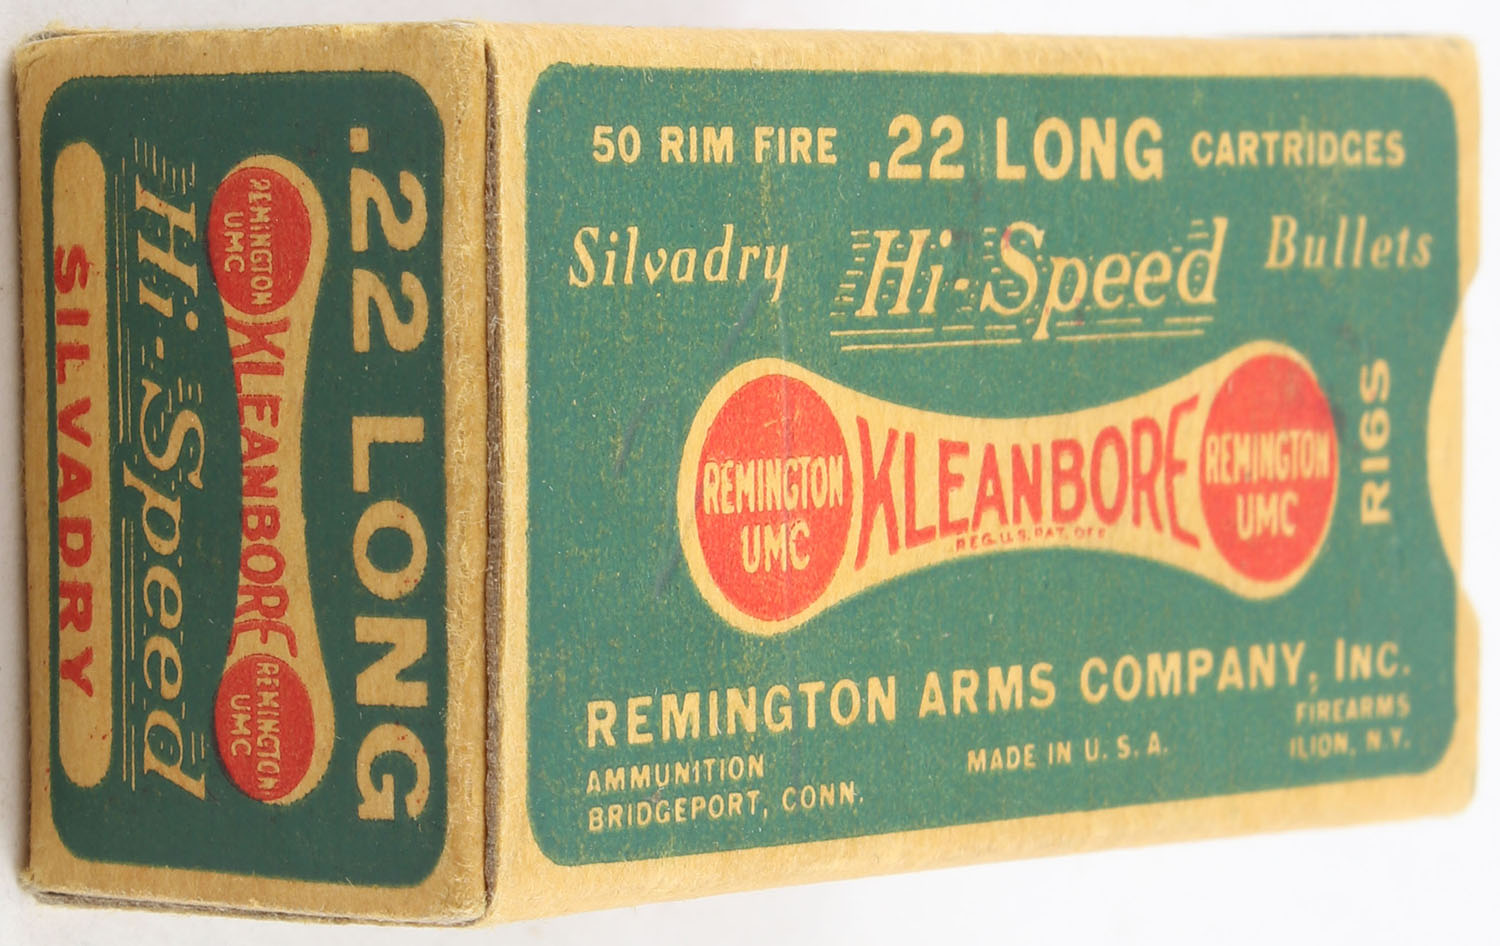 .22 LONG
REMINGTON
UMC
KLEANBORE
REMINGTON
UMC
Hi-Speed
SILVADRY
50 RIM FIRE .22 LONG CARTRIDGES
Silvadry Hi-Speed Bullets
REMINGTON
UMC
KLEANBORE
REG. U.S. PAT. OFF.
REMINGTON
UMC
R16S
REMINGTON ARMS COMPANY, INC.
AMMUNITION
BRIDGEPORT, CONN.
MADE IN U. S. A.
FIREARMS
ILION, N.Y.